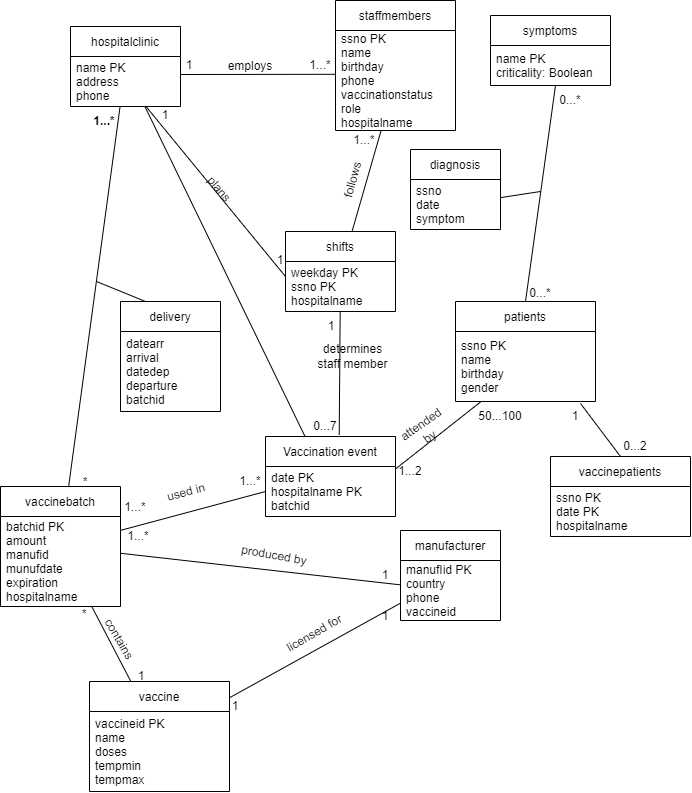 staffmembers
ssno PK
name
birthday
phone
vaccinationstatus
role
hospitalname
hospitalclinic
name PK
address
phone
symptoms
name PK
criticality: Boolean
1
employs
1...*
1...*
1
1...*
0...*
plans
follows
diagnosis
ssno
date
symptom
1
shifts
weekday PK
ssno PK
hospitalname
0...*
delivery
datearr
arrival
datedep
departure
batchid
patients
ssno PK
name
birthday
gender
1
determines
staff member
0...7
attended
by
50...100
1
0...2
Vaccination event
date PK
hospitalname PK
batchid
1...2
vaccinepatients
ssno PK
date PK
hospitalname
*
1...*
used in
1...*
1...*
vaccinebatch
batchid PK
amount
manufid
munufdate
expiration
hospitalname
produced by
1
manufacturer
manuflid PK
country
phone
vaccineid
*
contains
1
licensed for
1
1
vaccine
vaccineid PK
name
doses
tempmin
tempmax